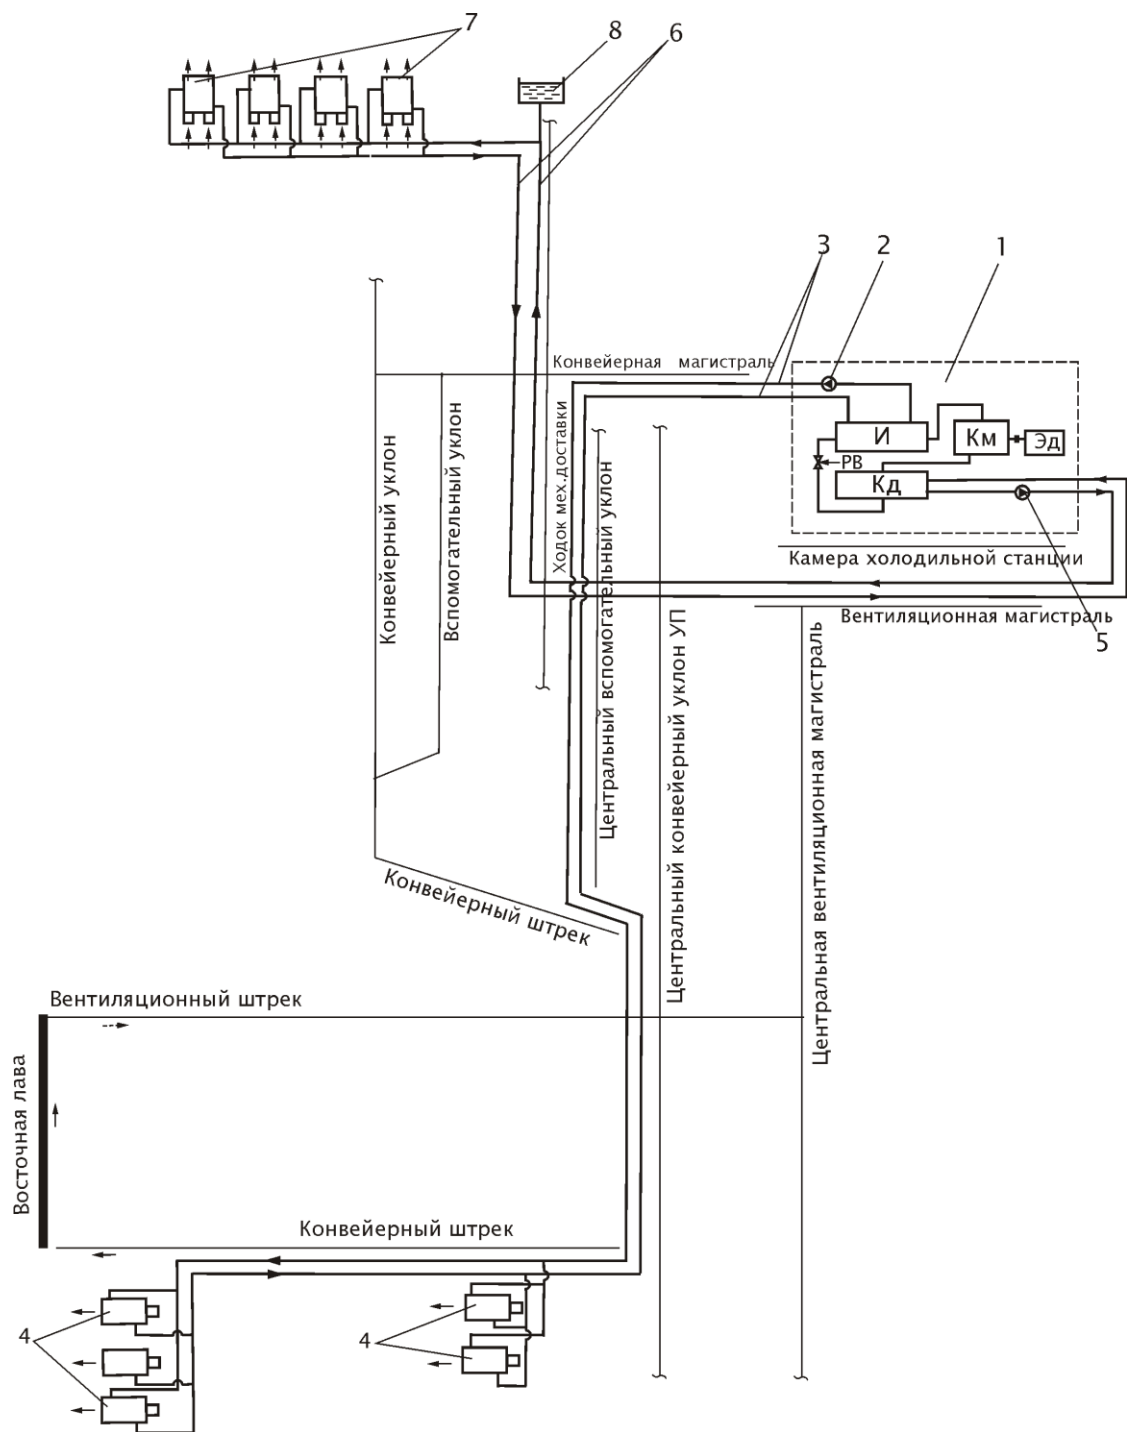 7
8
6
3
2
1
Конвейерная магистраль
И
Км
Эд
РВ
Кд
Камера холодильной станции
Вентиляционная магистраль
5
Конвейерный уклон
Вспомогательный уклон
Ходок мех.доставки
Центральный вспомогательный уклон
Центральный конвейерный уклон УП
Центральная вентиляционная магистраль
Конвейерный штрек
Вентиляционный штрек
Восточная лава
Конвейерный штрек
4
4